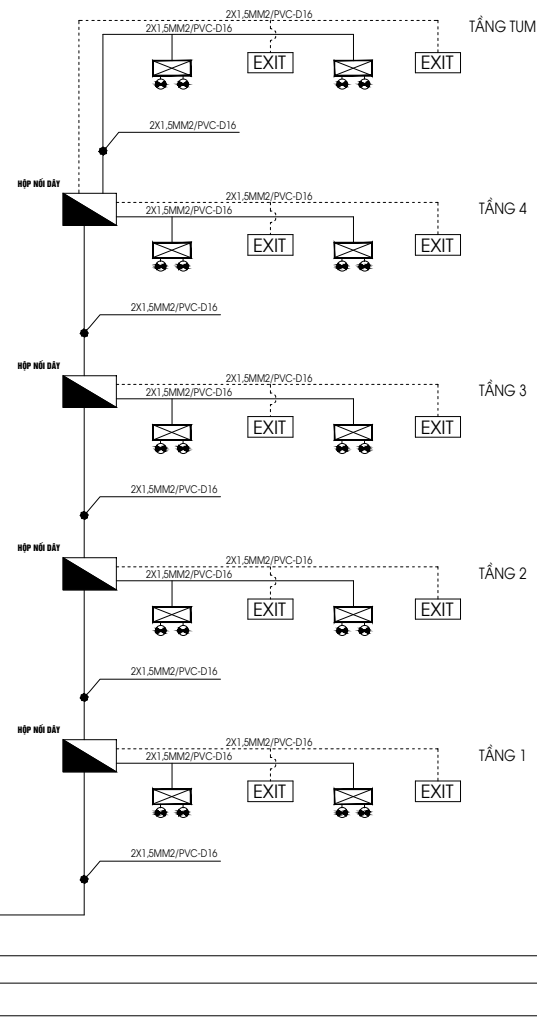 2X1,5MM2/PVC-D16
TẦNG TUM
2X1,5MM2/PVC-D16
EXIT
EXIT
2X1,5MM2/PVC-D16
HỘP NỐI DÂY
2X1,5MM2/PVC-D16
TẦNG 4
2X1,5MM2/PVC-D16
EXIT
EXIT
2X1,5MM2/PVC-D16
HỘP NỐI DÂY
2X1,5MM2/PVC-D16
TẦNG 3
2X1,5MM2/PVC-D16
EXIT
EXIT
2X1,5MM2/PVC-D16
HỘP NỐI DÂY
2X1,5MM2/PVC-D16
TẦNG 2
2X1,5MM2/PVC-D16
EXIT
EXIT
2X1,5MM2/PVC-D16
HỘP NỐI DÂY
2X1,5MM2/PVC-D16
TẦNG 1
2X1,5MM2/PVC-D16
EXIT
EXIT
2X1,5MM2/PVC-D16